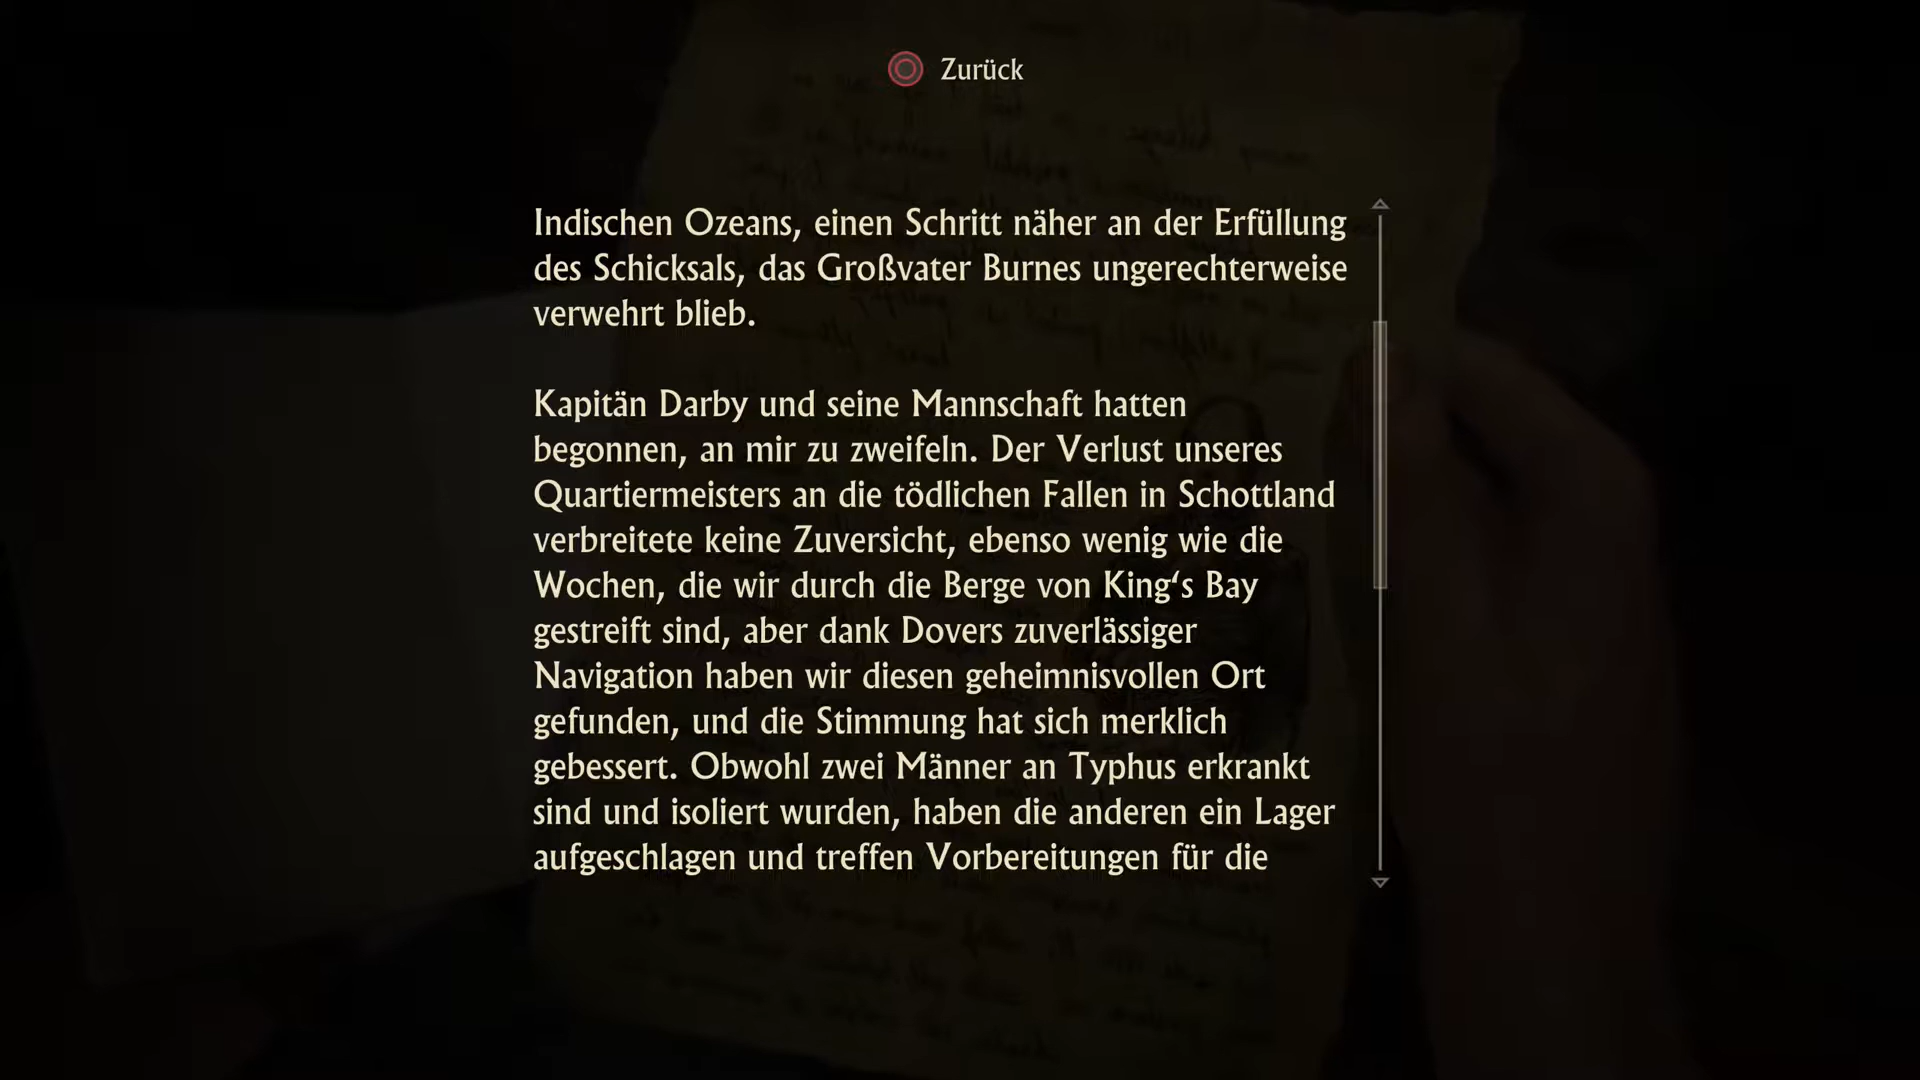 Zurück
Indischen Ozeans, einen Schritt näher an der Erfüllung
des Schicksals, das Großvater Burnes ungerechterweise
verwehrt blieb.
Kapitän Darby und seine Mannschaft hatten
begonnen, an mir zu zweifeln. Der Verlust unseres
Quartiermeisters an die tödlichen Fallen in Schottland
verbreitete keine Zuversicht, ebenso wenig wie die
Wochen, die wir durch die Berge von King‘s Bay
gestreift sind, aber dank Dovers zuverlässiger
Navigation haben wir diesen geheimnisvollen Ort
gefunden, und die Stimmung hat sich merklich
gebessert. Obwohl zwei Männer an Typhus erkrankt
sind und isoliert wurden, haben die anderen ein Lager
aufgeschlagen und treffen Vorbereitungen für die